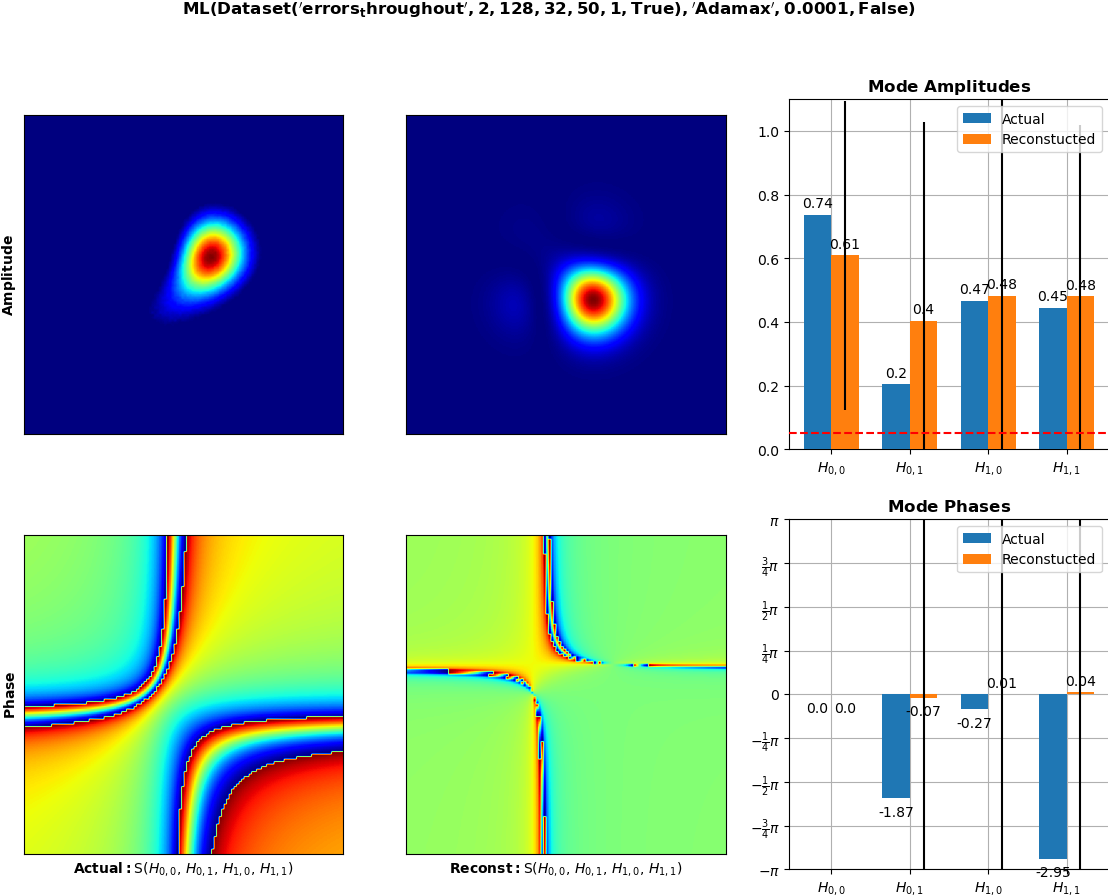 ML(Dataset('errors_throughout', 2, 128, 32, 50, 1, True), 'Adamax', 0.0001, False)
Amplitude
Mode Amplitudes
Actual
Reconstucted
1.0
0.8
0.6
0.4
0.2
0.0
0.74
0.61
0.2
0.4
0.47
0.48
0.45
0.48
H0,0
H0,1
H1,0
H1,1
Phase
Actual: S(H0,0, H0,1, H1,0, H1,1)
Reconst: S(H0,0, H0,1, H1,0, H1,1)
Mode Phases
Actual
Reconstucted
π
3/4π
1/2π
1/4π
0
−1/4π
−1/2π
−3/4π
−π
0.0
0.0
-1.87
-0.07
-0.27
0.01
-2.95
0.04
H0,0
H0,1
H1,0
H1,1